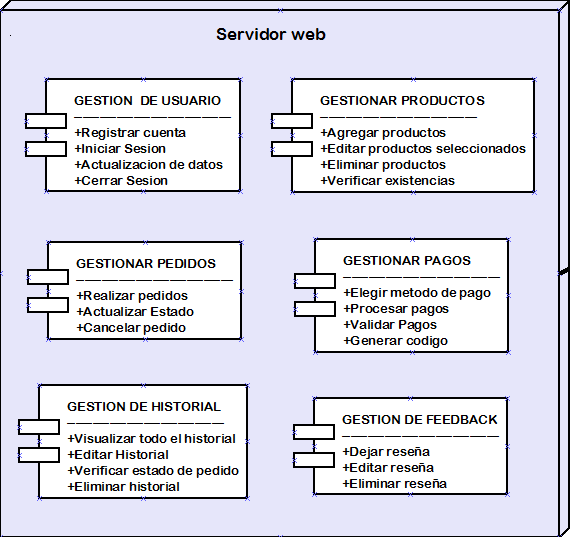 Servidor web
GESTION DE USUARIO
+Registrar cuenta
+Iniciar Sesion
+Actualizacion de datos
+Cerrar Sesion
GESTIONAR PRODUCTOS
+Agregar productos
+Editar productos seleccionados
+Eliminar productos
+Verificar existencias
GESTIONAR PEDIDOS
+Realizar pedidos
+Actualizar Estado
+Cancelar pedido
GESTIONAR PAGOS
+Elegir metodo de pago
+Procesar pagos
+Validar Pagos
+Generar codigo
GESTION DE HISTORIAL
+Visualizar todo el historial
+Editar Historial
+Verificar estado de pedido
+Eliminar historial
GESTION DE FEEDBACK
+Dejar reseña
+Editar reseña
+Eliminar reseña